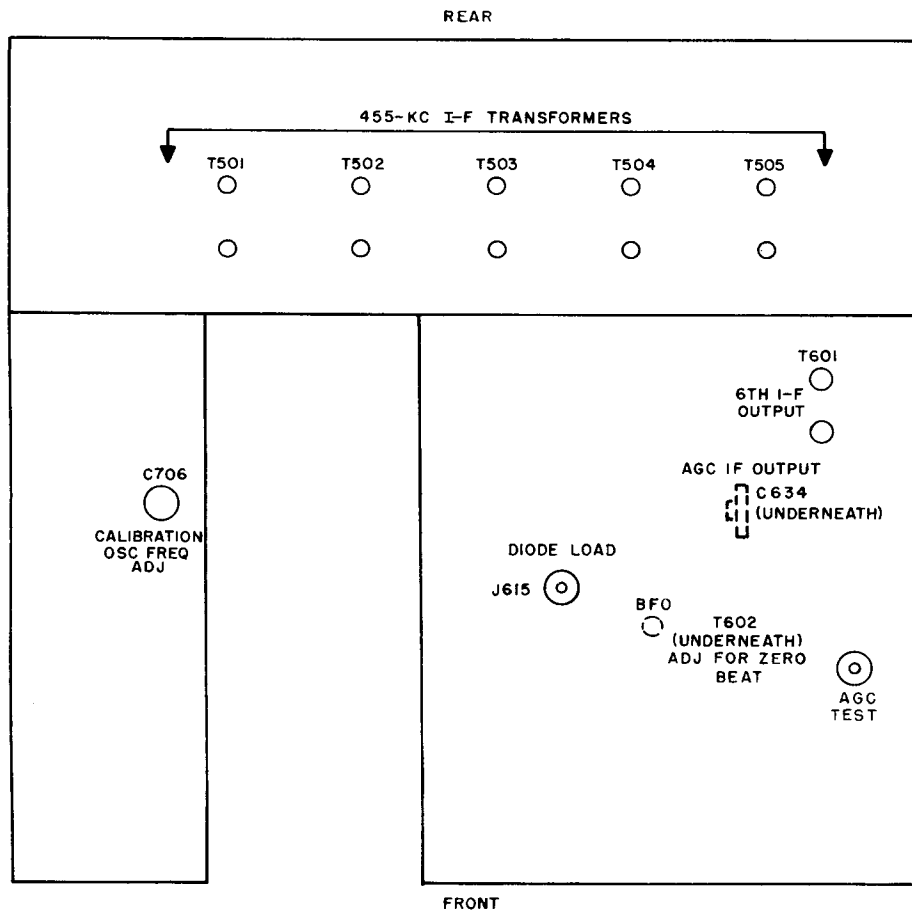 REAR
455-KC I-F TRANSFORMERS
T501
T502
T503
T504
T505
T601
6TH I-F
OUTPUT
AGC IF OUTPUT
C634
(UNDERNEATH)
C706
CALIBRATION
OSC FREQ
ADJ
DIODE LOAD
J615
BFO
T602
(UNDERNEATH)
ADJ FOR ZERO
BEAT
AGC
TEST
FRONT